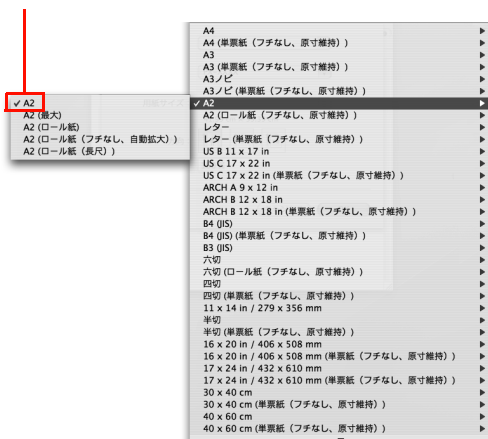 A4
A4 (単票紙（フチなし、原寸維持）)
A3
A3 (単票紙（フチなし、原寸維持）)
A3ノビ
A3ノビ (単票紙（フチなし、原寸維持）)
✓ A2
A2 (ロール紙（フチなし、原寸維持）)
レター
レター (単票紙（フチなし、原寸維持）)
US B 11 x 17 in
US C 17 x 22 in
US C 17 x 22 in (単票紙（フチなし、原寸維持）)
ARCH A 9 x 12 in
ARCH B 12 x 18 in
ARCH B 12 x 18 in (単票紙（フチなし、原寸維持）)
B4 (JIS)
B4 (JIS) (単票紙（フチなし、原寸維持）)
B3 (JIS)
六切
六切 (ロール紙（フチなし、原寸維持）)
四切
四切 (単票紙（フチなし、原寸維持）)
11 x 14 in / 279 x 356 mm
半切
半切 (単票紙（フチなし、原寸維持）)
16 x 20 in / 406 x 508 mm
16 x 20 in / 406 x 508 mm (単票紙（フチなし、原寸維持）)
17 x 24 in / 432 x 610 mm
17 x 24 in / 432 x 610 mm (単票紙（フチなし、原寸維持）)
30 x 40 cm
30 x 40 cm (単票紙（フチなし、原寸維持）)
40 x 60 cm
40 x 60 cm (単票紙（フチなし、原寸維持）)
✓ A2
A2 (最大)
A2 (ロール紙)
A2 (ロール紙（フチなし、自動拡大）)
A2 (ロール紙（長尺）)